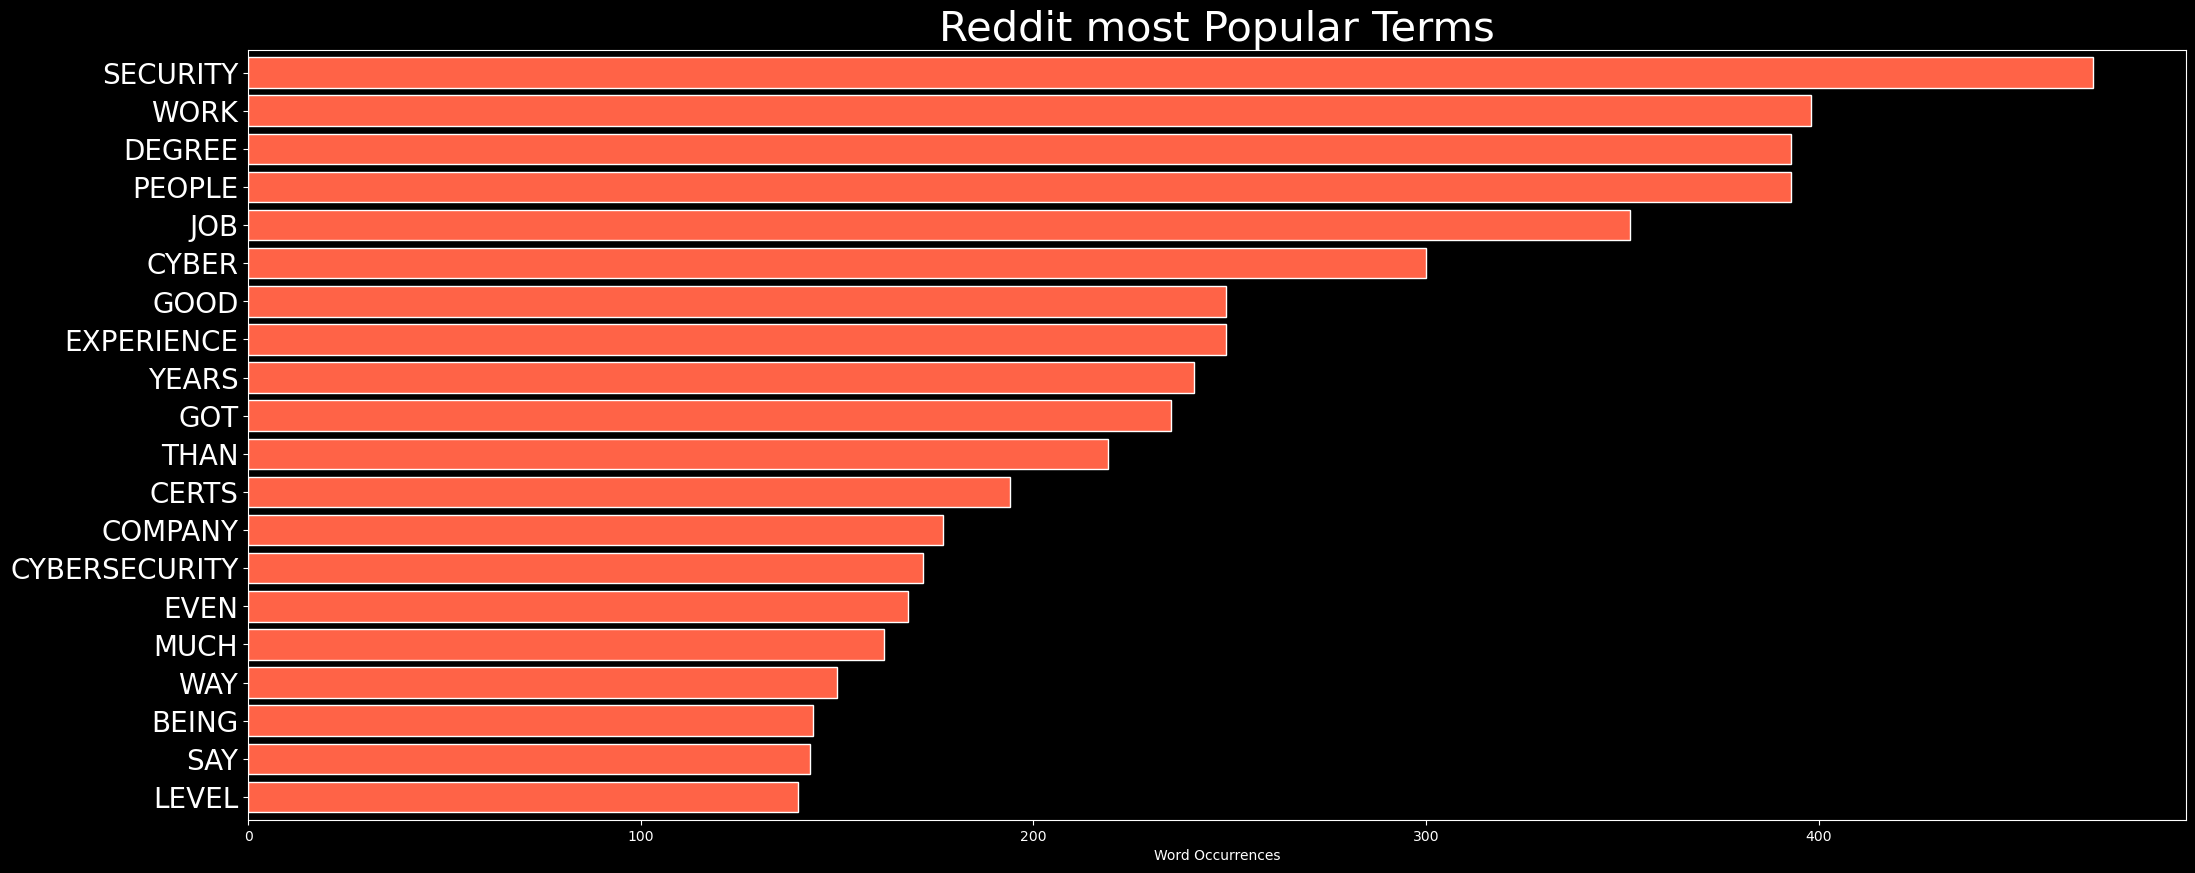 Reddit most Popular Terms
SECURITY
WORK
DEGREE
PEOPLE
JOB
CYBER
GOOD
EXPERIENCE
YEARS
GOT
THAN
CERTS
COMPANY
CYBERSECURITY
EVEN
MUCH
WAY
BEING
SAY
LEVEL
0 100 200 300 400
Word Occurrences